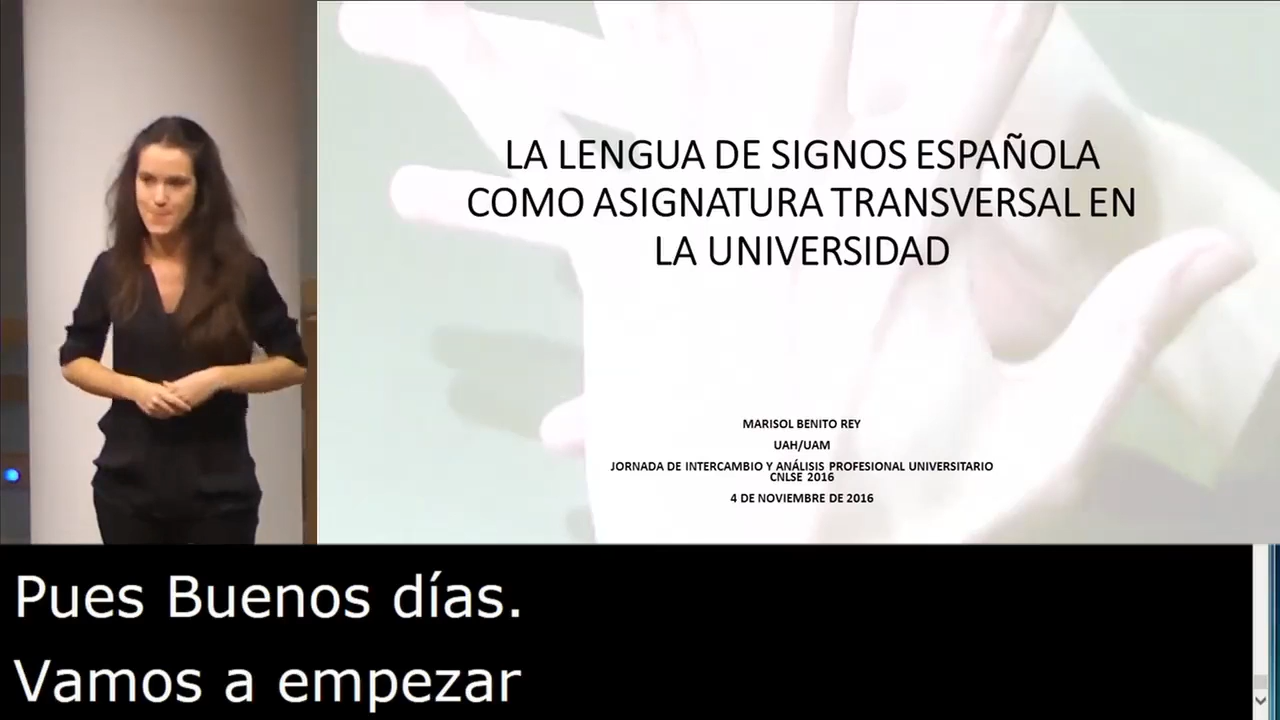 LA LENGUA DE SIGNOS ESPAÑOLA
COMO ASIGNATURA TRANSVERSAL EN
LA UNIVERSIDAD
MARISOL BENITO REY
UAH/UAM
JORNADA DE INTERCAMBIO Y ANÁLISIS PROFESIONAL UNIVERSITARIO
CNLSE 2016
4 DE NOVIEMBRE DE 2016
Pues Buenos días.
Vamos a empezar